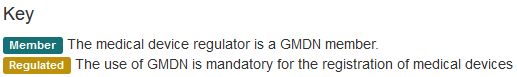 Key
Member The medical device regulator is a GMDN member.
Regulated The use of GMDN is mandatory for the registration of medical devices